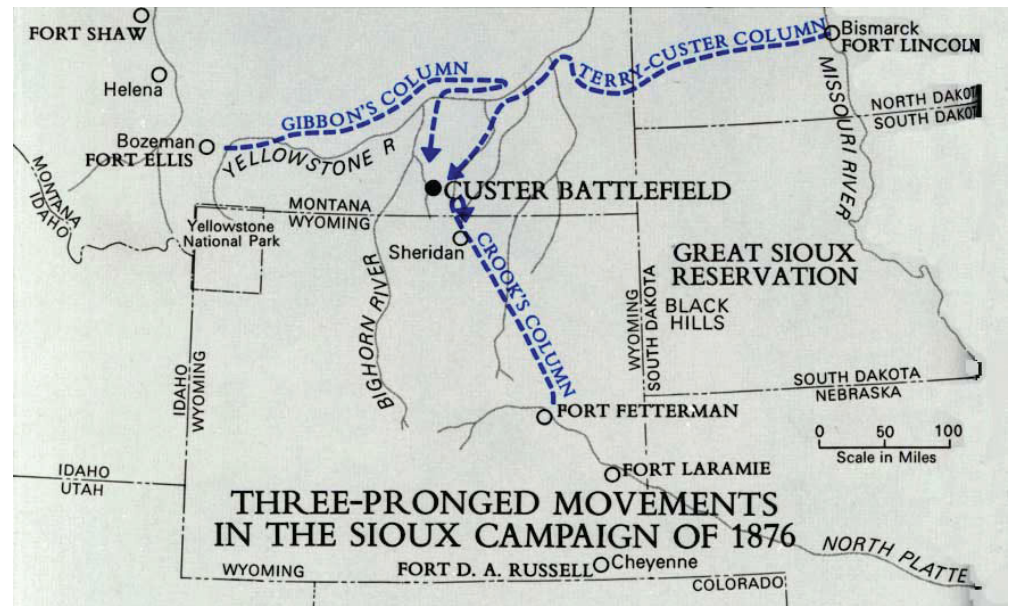 FORT SHAW
Helena
Bozeman
FORT ELLIS
GIBBON'S COLUMN
YELLOWSTONE R
TERRY-CUSTER COLUMN
Bismarck
FORT LINCOLN
MISSOURI RIVER
NORTH DAKOTA
SOUTH DAKOTA
MONTANA
IDAHO
CUSTER BATTLEFIELD
MONTANA
WYOMING
Yellowstone
National Park
Sheridan
CROOK'S COLUMN
BIGHORN RIVER
GREAT SIOUX
RESERVATION
BLACK
HILLS
WYOMING
SOUTH DAKOTA
IDAHO
WYOMING
SOUTH DAKOTA
NEBRASKA
FORT FETTERMAN
0 50 100
Scale in Miles
IDAHO
UTAH
FORT LARAMIE
THREE-PRONGED MOVEMENTS
IN THE SIOUX CAMPAIGN OF 1876
NORTH PLATTE
WYOMING
FORT D. A. RUSSELL
Cheyenne
COLORADO